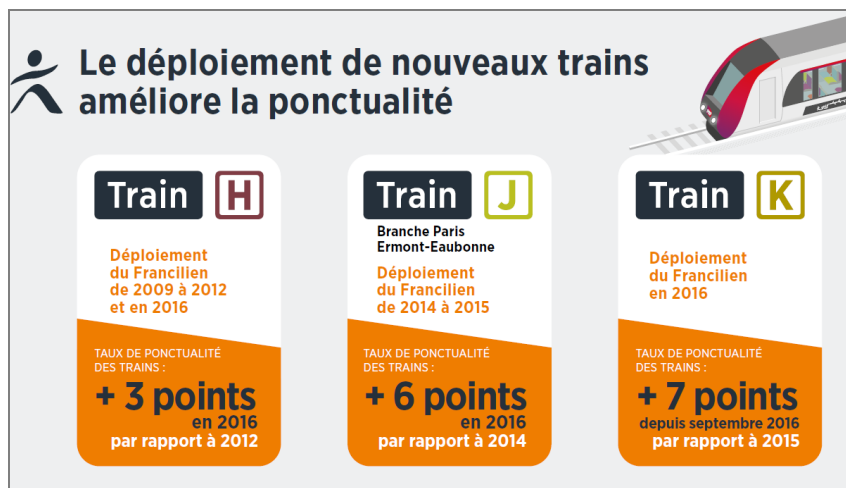 Le déploiement de nouveaux trains
améliore la ponctualité
Train H
Déploiement
du Francilien
de 2009 à 2012
et en 2016
TAUX DE PONCTUALITÉ
DES TRAINS :
+ 3 points
en 2016
par rapport à 2012
Train J
Branche Paris
Ermont-Eaubonne
Déploiement
du Francilien
de 2014 à 2015
TAUX DE PONCTUALITÉ
DES TRAINS :
+ 6 points
en 2016
par rapport à 2014
Train K
Déploiement
du Francilien
en 2016
TAUX DE PONCTUALITÉ
DES TRAINS :
+ 7 points
depuis septembre 2016
par rapport à 2015